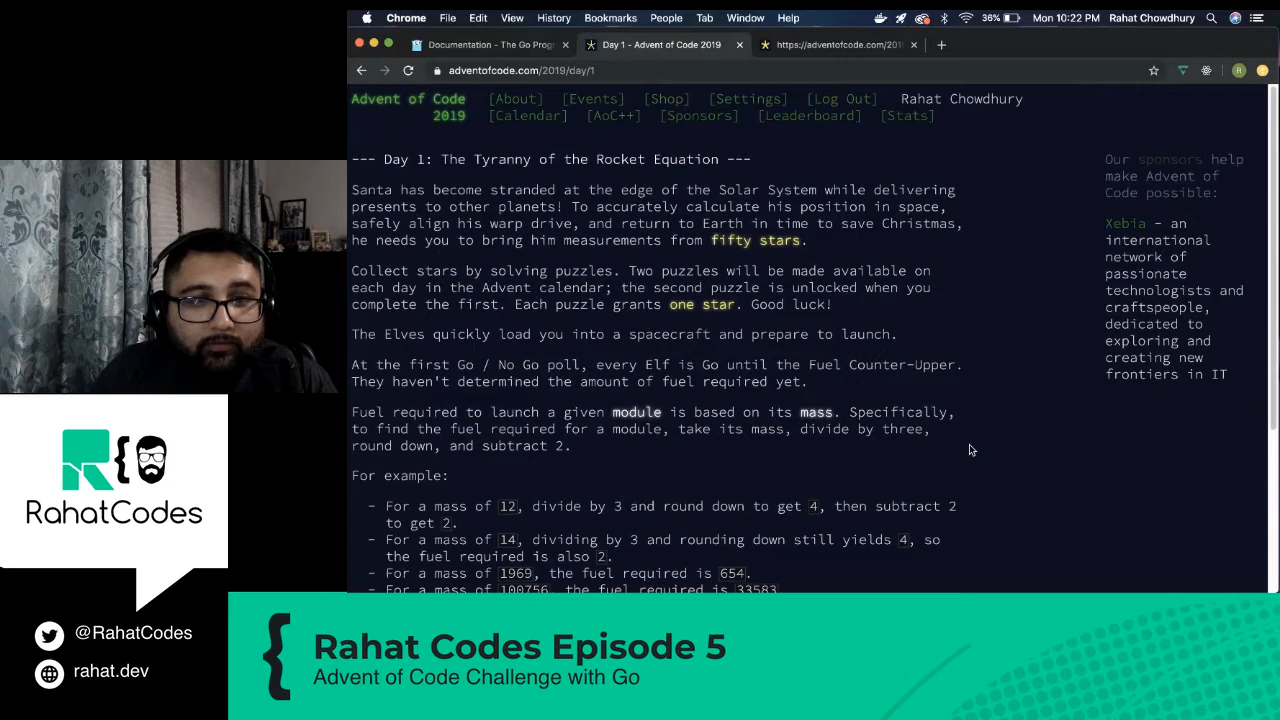 Chrome File Edit View History Bookmarks People Tab Window Help 36% Mon 10:22 PM Rahat Chowdhury
Documentation - The Go Prog
Day 1 - Advent of Code 2019
https://adventofcode.com/201
adventofcode.com/2019/day/1
R
Advent of Code [About] [Events] [Shop] [Settings] [Log Out] Rahat Chowdhury
2019 [Calendar] [AoC++] [Sponsors] [Leaderboard] [Stats]
--- Day 1: The Tyranny of the Rocket Equation ---
Santa has become stranded at the edge of the Solar System while delivering
presents to other planets! To accurately calculate his position in space,
safely align his warp drive, and return to Earth in time to save Christmas,
he needs you to bring him measurements from fifty stars.
Collect stars by solving puzzles. Two puzzles will be made available on
each day in the Advent calendar; the second puzzle is unlocked when you
complete the first. Each puzzle grants one star. Good luck!
The Elves quickly load you into a spacecraft and prepare to launch.
At the first Go / No Go poll, every Elf is Go until the Fuel Counter-Upper.
They haven't determined the amount of fuel required yet.
Fuel required to launch a given module is based on its mass. Specifically,
to find the fuel required for a module, take its mass, divide by three,
round down, and subtract 2.
For example:
- For a mass of 12, divide by 3 and round down to get 4, then subtract 2
to get 2.
- For a mass of 14, dividing by 3 and rounding down still yields 4, so
the fuel required is also 2.
- For a mass of 1969, the fuel required is 654.
- For a mass of 100756, the fuel required is 33583.
Our sponsors help
make Advent of
Code possible:
Xebia - an
international
network of
passionate
technologists and
craftspeople,
dedicated to
exploring and
creating new
frontiers in IT
RahatCodes
@RahatCodes
rahat.dev
Rahat Codes Episode 5
Advent of Code Challenge with Go